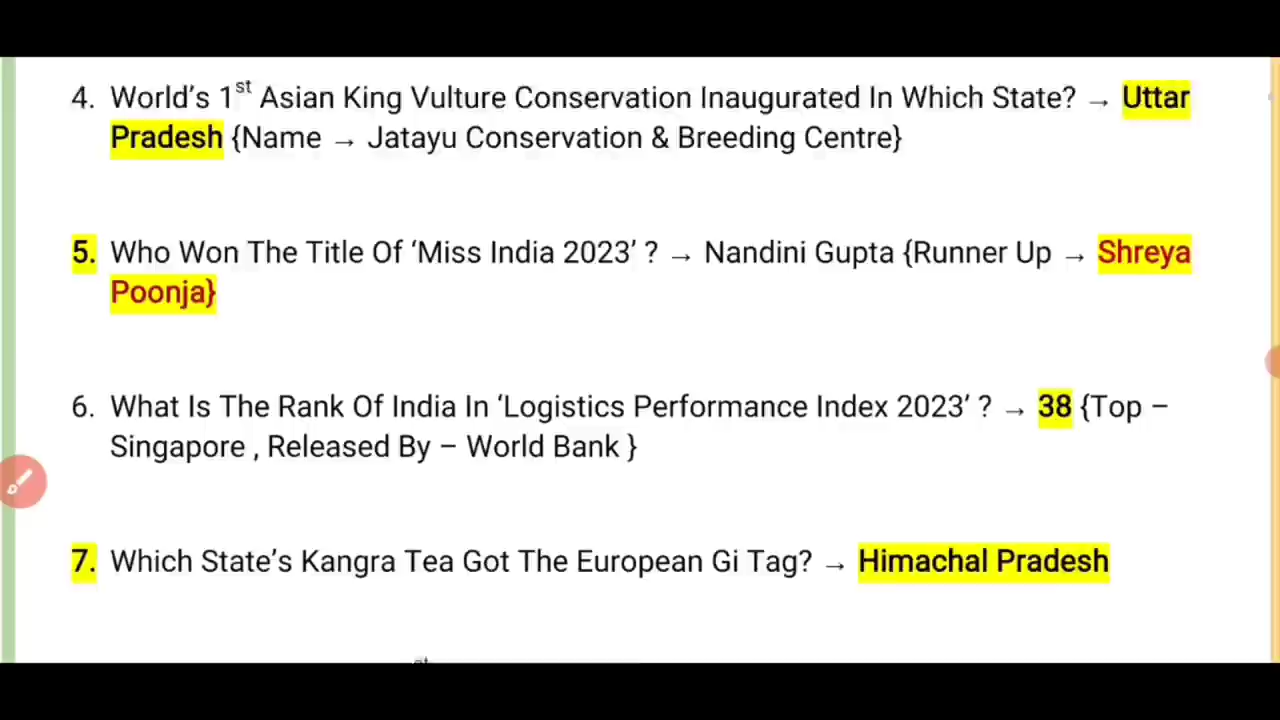 4. World's 1st Asian King Vulture Conservation Inaugurated In Which State? → Uttar
Pradesh {Name → Jatayu Conservation & Breeding Centre}
5. Who Won The Title Of ‘Miss India 2023’ ? → Nandini Gupta {Runner Up → Shreya
Poonja}
6. What Is The Rank Of India In ‘Logistics Performance Index 2023’ ? → 38 {Top –
Singapore , Released By – World Bank }
7. Which State's Kangra Tea Got The European Gi Tag? → Himachal Pradesh